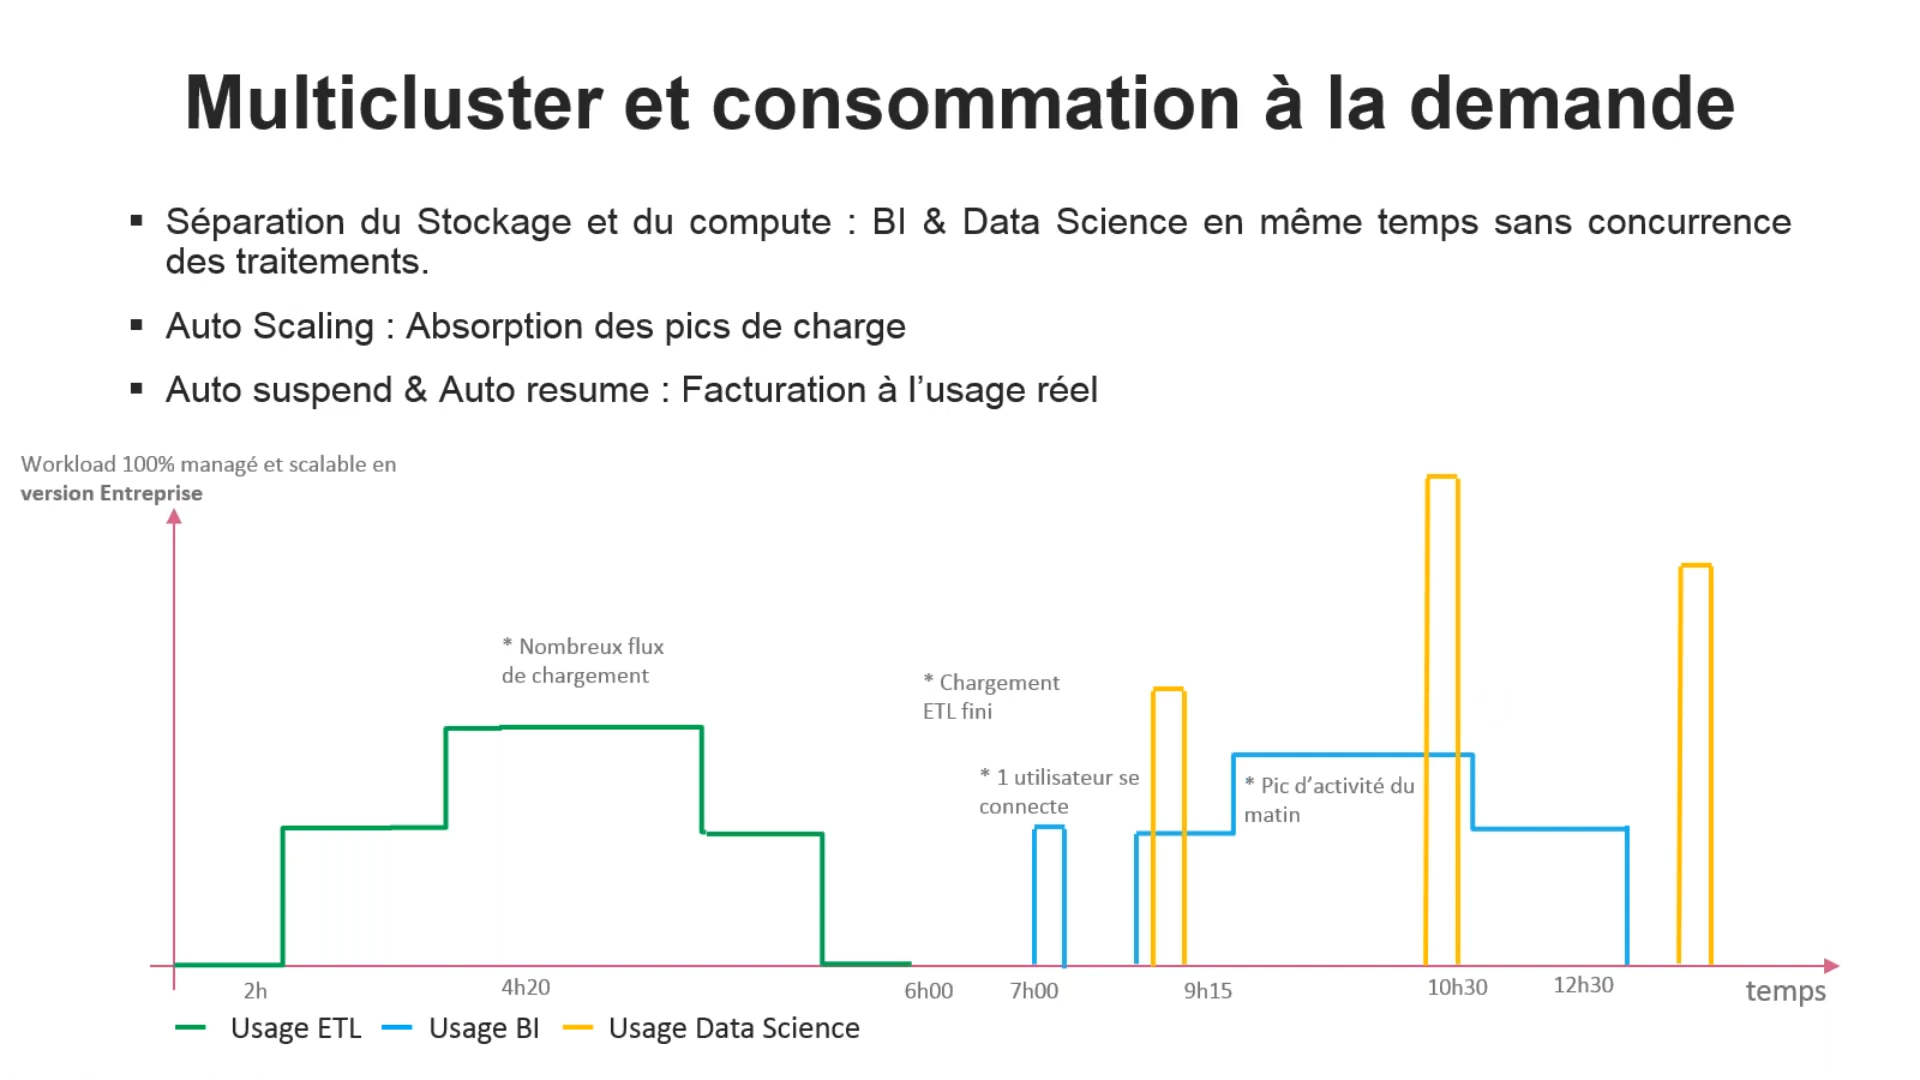 Multicluster et consommation à la demande
▪ Séparation du Stockage et du compute : BI & Data Science en même temps sans concurrence
des traitements.
▪ Auto Scaling : Absorption des pics de charge
▪ Auto suspend & Auto resume : Facturation à l’usage réel
Workload 100% managé et scalable en
version Entreprise
* Nombreux flux
de chargement
* Chargement
ETL fini
* 1 utilisateur se
connecte
* Pic d’activité du
matin
2h
4h20
6h00
7h00
9h15
10h30
12h30
temps
Usage ETL
Usage BI
Usage Data Science